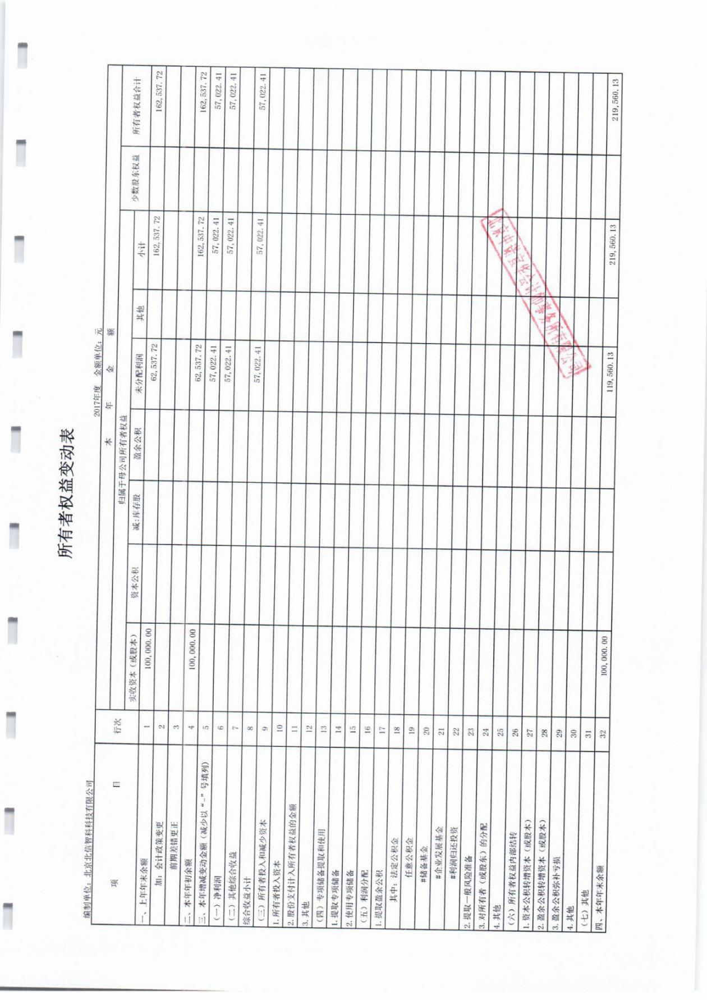 所有者权益变动表
2017年度 金额单位：元
编制单位：北京北信智科科技有限公司
项 目 行次 本 年 金 额
归属于母公司所有者权益 少数股东权益 所有者权益合计
实收资本（或股本） 资本公积 减:库存股 盈余公积 未分配利润 其他 小计
一、上年年末余额 1 100,000.00 62,537.72 162,537.72 162,537.72
加：会计政策变更 2
前期差错更正 3
二、本年年初余额 4 100,000.00 62,537.72 162,537.72 162,537.72
三、本年增减变动金额（减少以“-”号填列） 5 57,022.41 57,022.41 57,022.41
（一）净利润 6 57,022.41 57,022.41 57,022.41
（二）其他综合收益 7
综合收益小计 8 57,022.41 57,022.41 57,022.41
（三）所有者投入和减少资本 9
1.所有者投入资本 10
2.股份支付计入所有者权益的金额 11
3.其他 12
（四）专项储备提取和使用 13
1.提取专项储备 14
2.使用专项储备 15
（五）利润分配 16
1.提取盈余公积 17
其中：法定公积金 18
任意公积金 19
#储备基金 20
#企业发展基金 21
#利润归还投资 22
2.提取一般风险准备 23
3.对所有者（或股东）的分配 24
4.其他 25
（六）所有者权益内部结转 26
1.资本公积转增资本（或股本） 27
2.盈余公积转增资本（或股本） 28
3.盈余公积弥补亏损 29
4.其他 30
（七）其他 31
四、本年年末余额 32 100,000.00 119,560.13 219,560.13 219,560.13